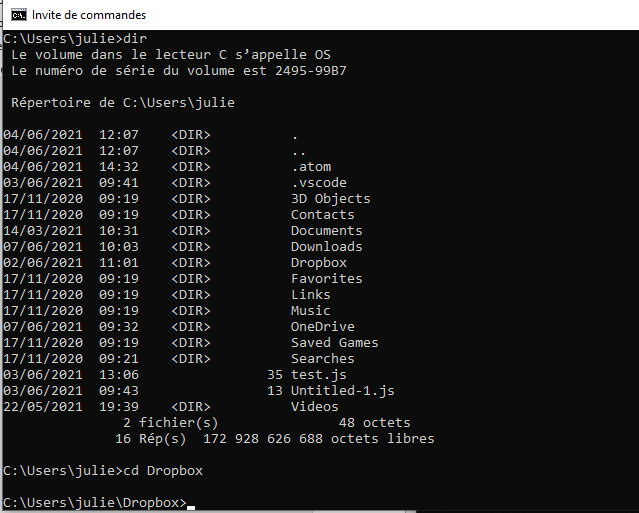 Invite de commandes
C:\Users\julie>dir
 Le volume dans le lecteur C s’appelle OS
 Le numéro de série du volume est 2495-99B7
 Répertoire de C:\Users\julie
04/06/2021  12:07    <DIR>          .
04/06/2021  12:07    <DIR>          ..
04/06/2021  14:32    <DIR>          .atom
03/06/2021  09:41    <DIR>          .vscode
17/11/2020  09:19    <DIR>          3D Objects
17/11/2020  09:19    <DIR>          Contacts
14/03/2021  10:31    <DIR>          Documents
07/06/2021  10:03    <DIR>          Downloads
02/06/2021  11:01    <DIR>          Dropbox
17/11/2020  09:19    <DIR>          Favorites
17/11/2020  09:19    <DIR>          Links
17/11/2020  09:19    <DIR>          Music
07/06/2021  09:32    <DIR>          OneDrive
17/11/2020  09:19    <DIR>          Saved Games
17/11/2020  09:21    <DIR>          Searches
03/06/2021  13:06                35 test.js
03/06/2021  09:43                13 Untitled-1.js
22/05/2021  19:39    <DIR>          Videos
               2 fichier(s)               48 octets
              16 Rép(s)  172 928 626 688 octets libres
C:\Users\julie>cd Dropbox
C:\Users\julie\Dropbox>